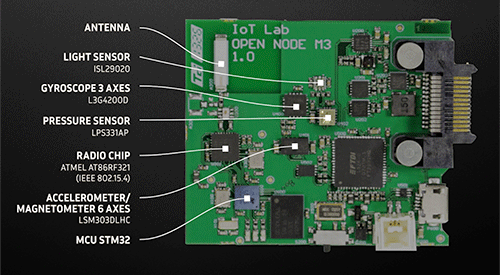 ANTENNA
LIGHT SENSOR
ISL29020
GYROSCOPE 3 AXES
L3G4200D
PRESSURE SENSOR
LPS331AP
RADIO CHIP
ATMEL AT86RF321
(IEEE 802.15.4)
ACCELEROMETER/
MAGNETOMETER 6 AXES
LSM303DLHC
MCU STM32
IoT Lab
OPEN NODE M3
1.0
FTDI